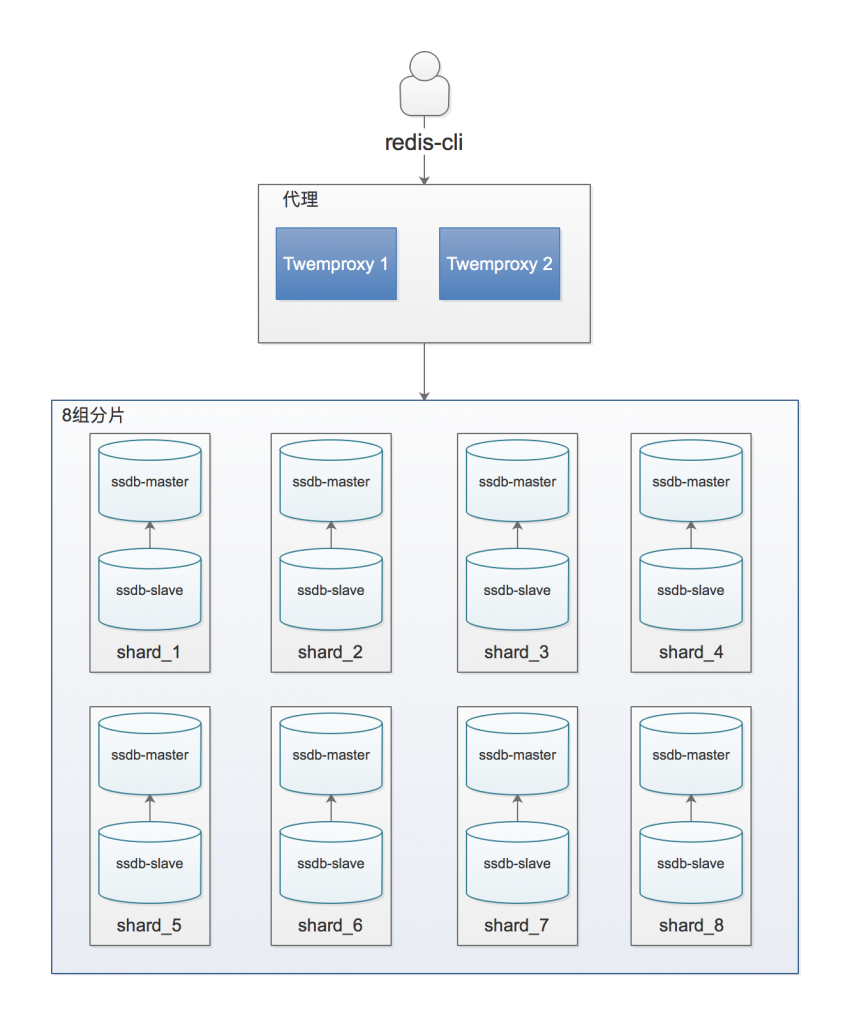 redis-cli
代理
Twemproxy 1
Twemproxy 2
8组分片
ssdb-master
ssdb-slave
shard_1
ssdb-master
ssdb-slave
shard_2
ssdb-master
ssdb-slave
shard_3
ssdb-master
ssdb-slave
shard_4
ssdb-master
ssdb-slave
shard_5
ssdb-master
ssdb-slave
shard_6
ssdb-master
ssdb-slave
shard_7
ssdb-master
ssdb-slave
shard_8